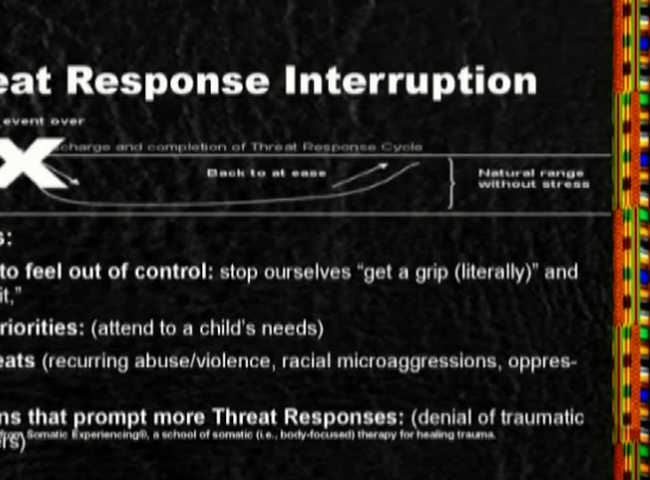 eat Response Interruption
event over
X
charge and completion of Threat Response Cycle
Back to at ease
Natural range
without stress
s:
to feel out of control: stop ourselves “get a grip (literally)” and
it,”
riorities: (attend to a child’s needs)
eats (recurring abuse/violence, racial microaggressions, oppres-
ns that prompt more Threat Responses: (denial of traumatic
from Somatic Experiencing®, a school of somatic (i.e., body-focused) therapy for healing trauma.
ers)